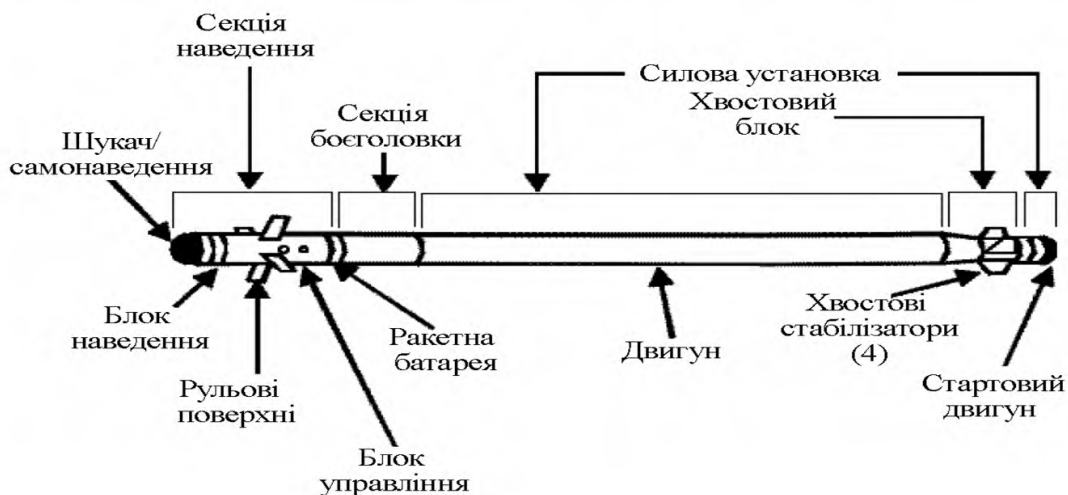 Секція
наведення
Силова установка
Хвостовий
блок
Секція
боєголовки
Шукач/
самонаведення
Блок
наведення
Рульові
поверхні
Блок
управління
Ракетна
батарея
Двигун
Хвостові
стабілізатори
(4)
Стартовий
двигун